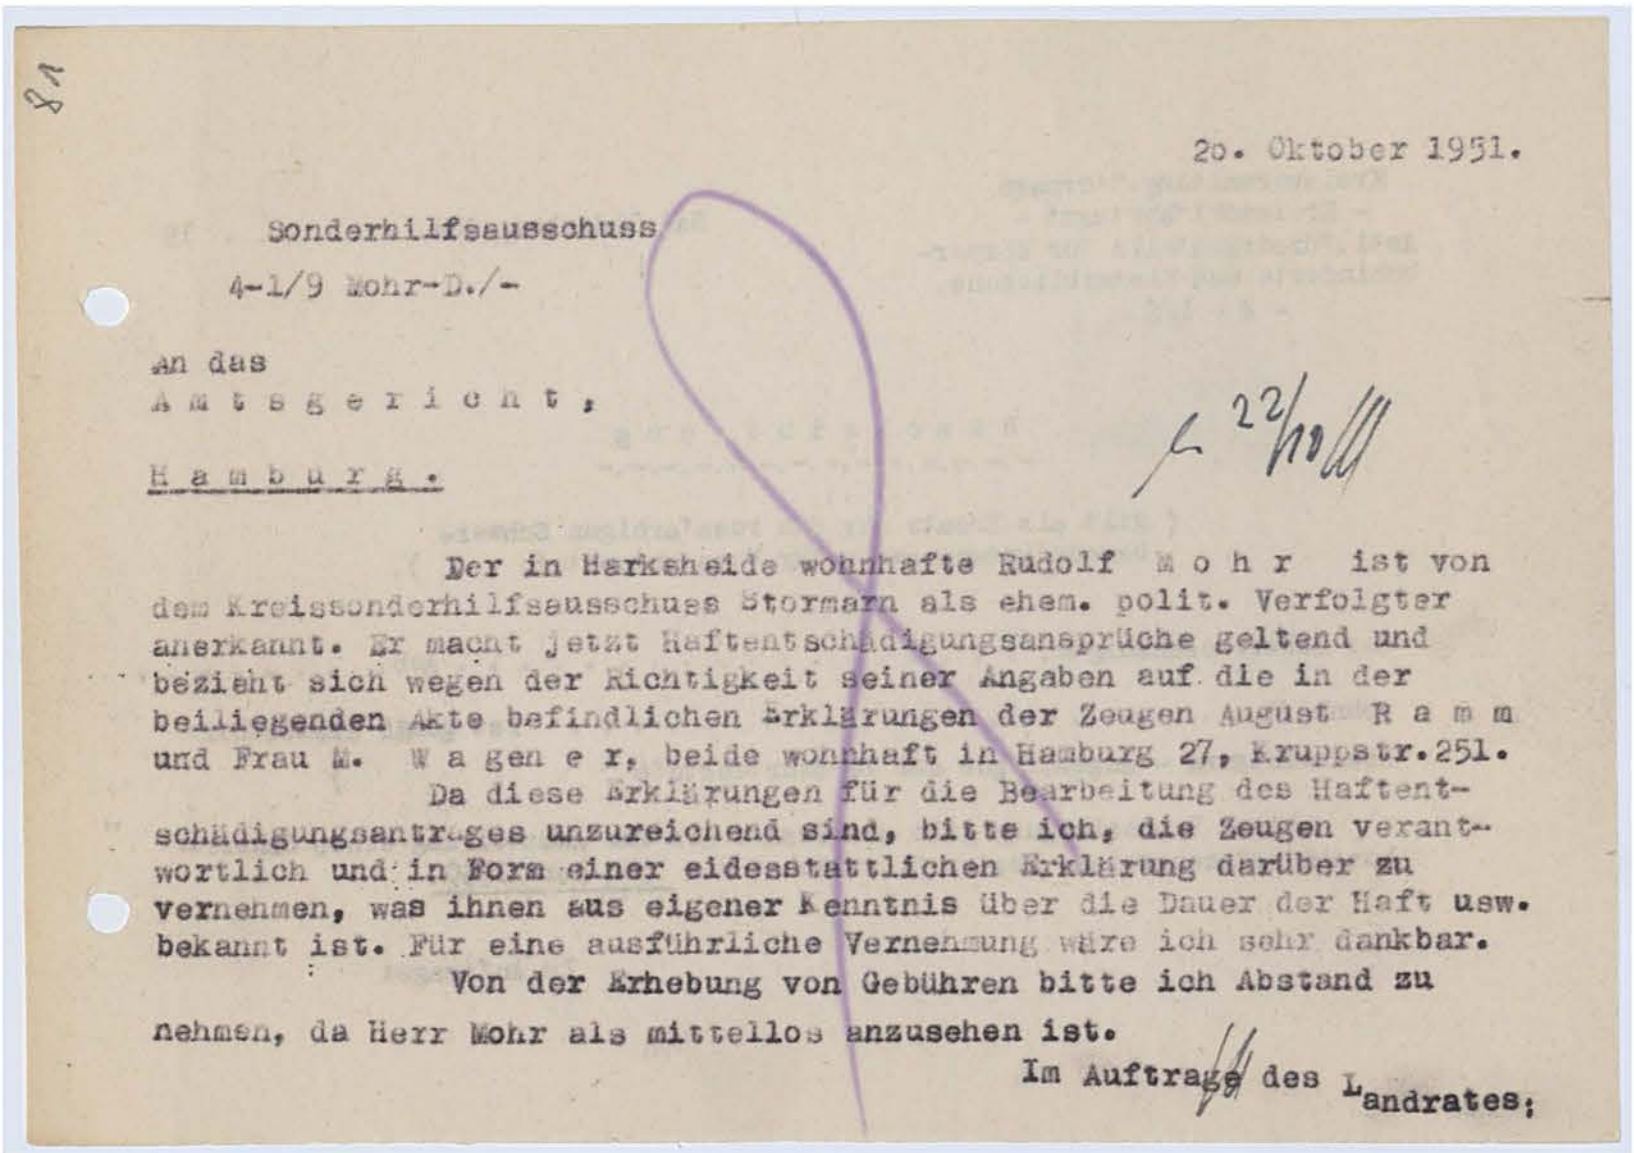 81
20. Oktober 1951.
Sonderhilfsausschuss
4-1/9 Mohr-D./-
An das
A m t s g e r i c h t ,
H a m b u r g .
22/10
Der in Harksheide wohnhafte Rudolf M o h r ist von
dem Kreissonderhilfsausschuss Stormarn als ehem. polit. Verfolgter
anerkannt. Er macht jetzt Haftentschädigungsansprüche geltend und
bezieht sich wegen der Richtigkeit seiner Angaben auf die in der
beiliegenden Akte befindlichen Erklärungen der Zeugen August R a m m
und Frau M. W a g e n e r, beide wohnhaft in Hamburg 27, Kruppstr.251.
Da diese Erklärungen für die Bearbeitung des Haftent-
schädigungsantrages unzureichend sind, bitte ich, die Zeugen verant-
wortlich und in Form einer eidesstattlichen Erklärung darüber zu
vernehmen, was ihnen aus eigener Kenntnis über die Dauer der Haft usw.
bekannt ist. Für eine ausführliche Vernehmung wäre ich sehr dankbar.
Von der Erhebung von Gebühren bitte ich Abstand zu
nehmen, da Herr Mohr als mittellos anzusehen ist.
Im Auftrage des Landrates;